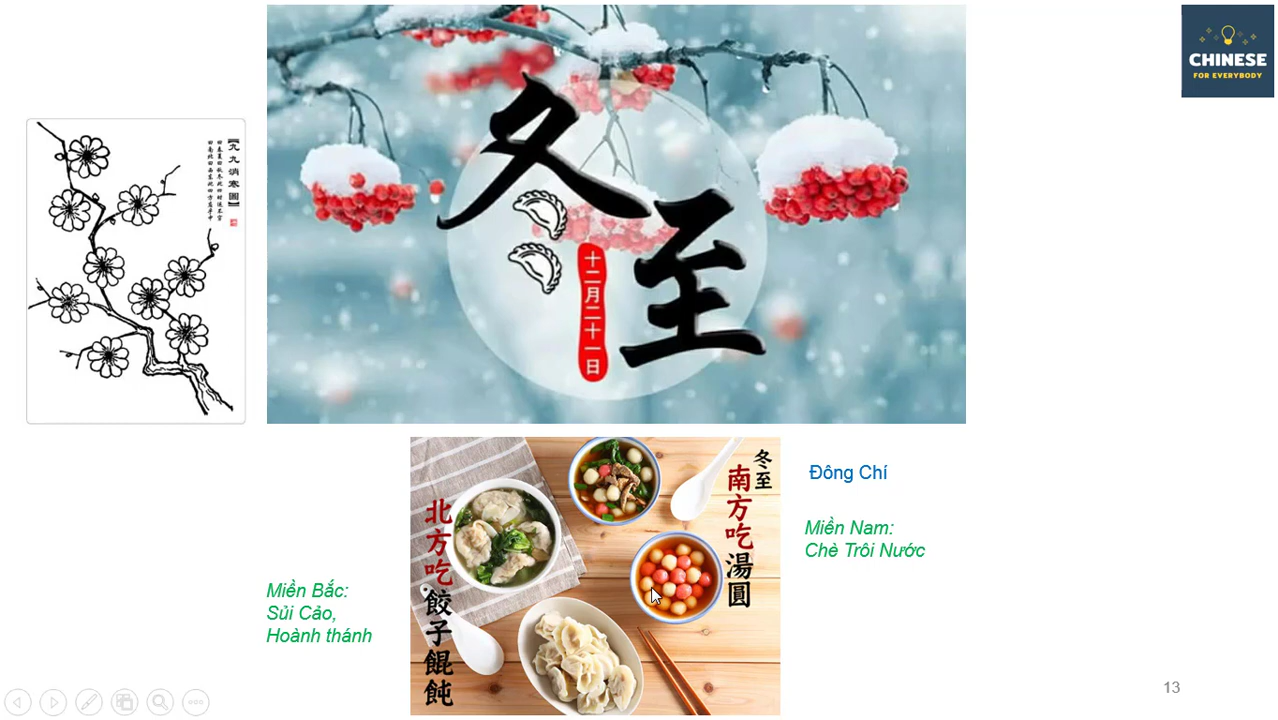 CHINESE
FOR EVERYBODY
【九九消寒圖】
冬至
十二月二十一日
冬至
南方吃湯圓
北方吃餃子餛飩
Đông Chí
Miền Nam:
Chè Trôi Nước
Miền Bắc:
Sủi Cảo,
Hoành thánh
13